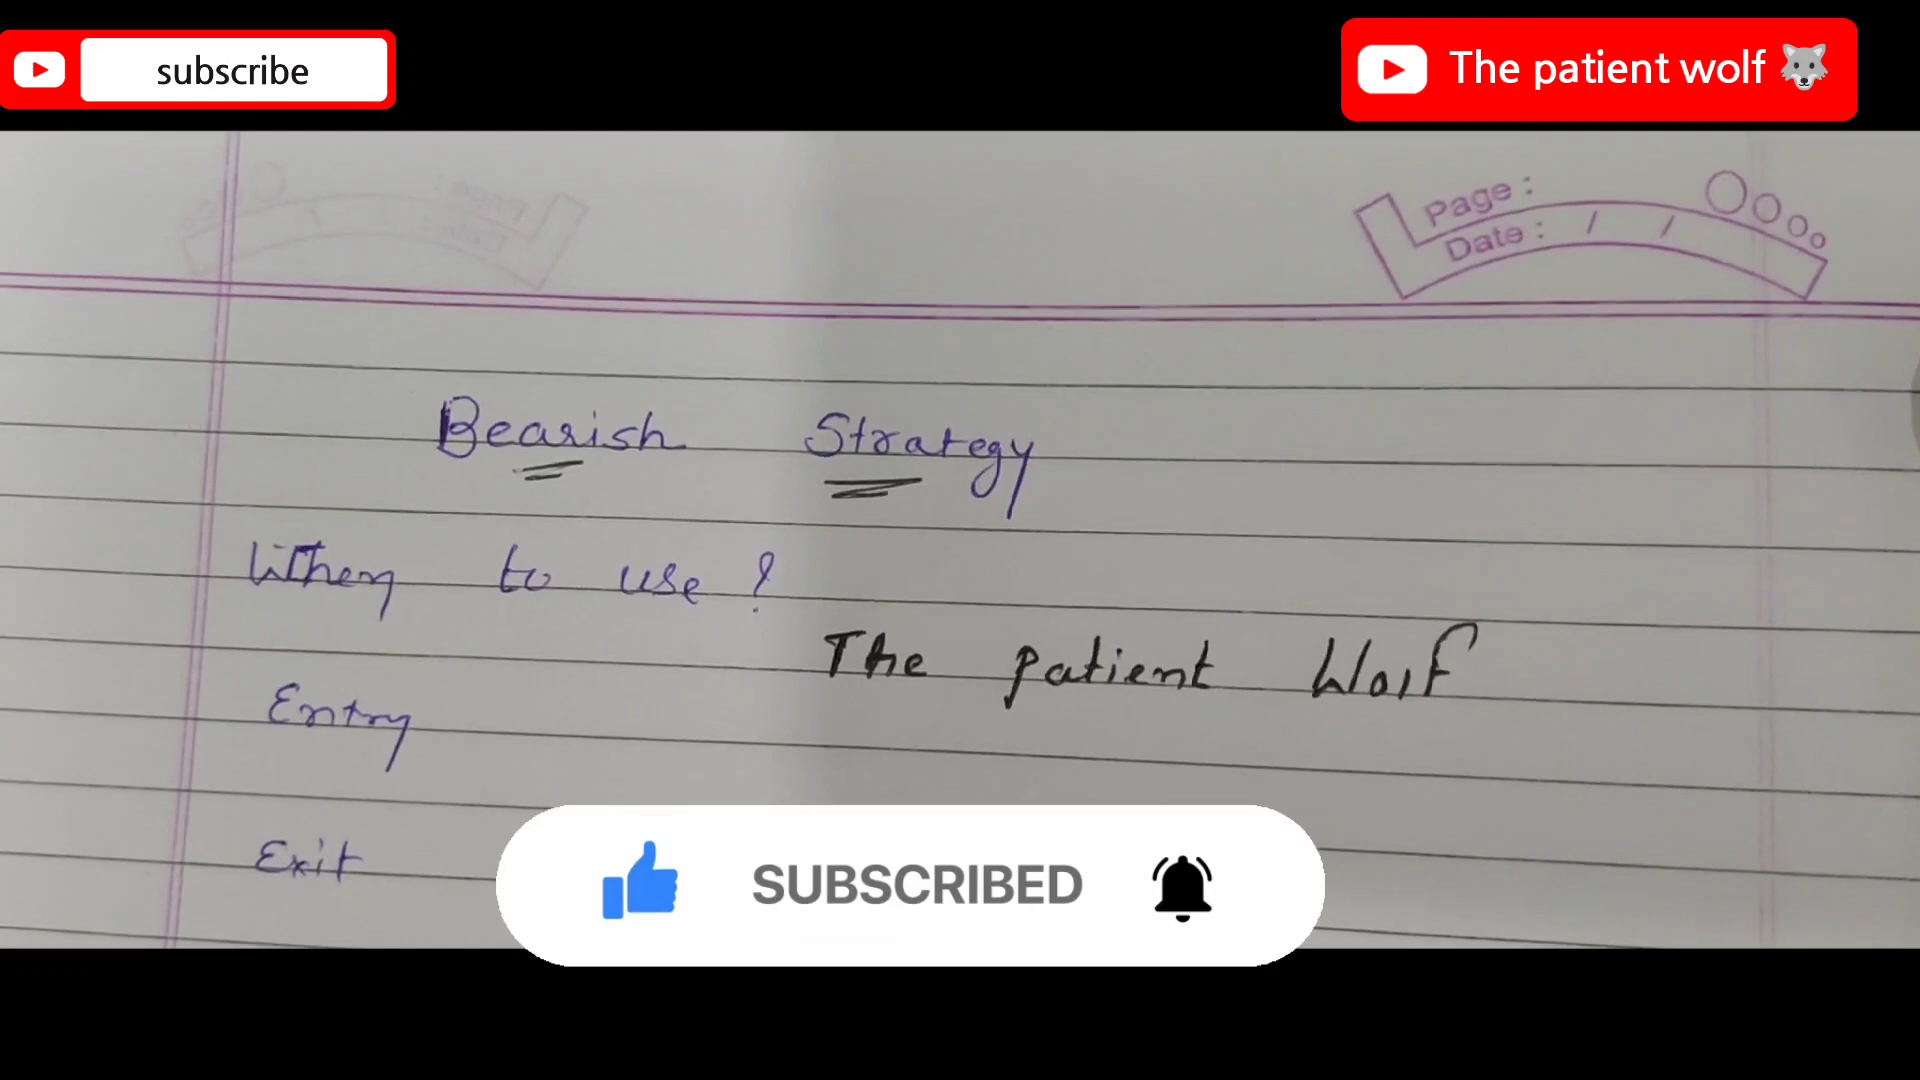 subscribe
The patient wolf
Page :
Date : / /
Bearish Strategy
When to use ?
The patient Wolf
Entry
Exit
SUBSCRIBED